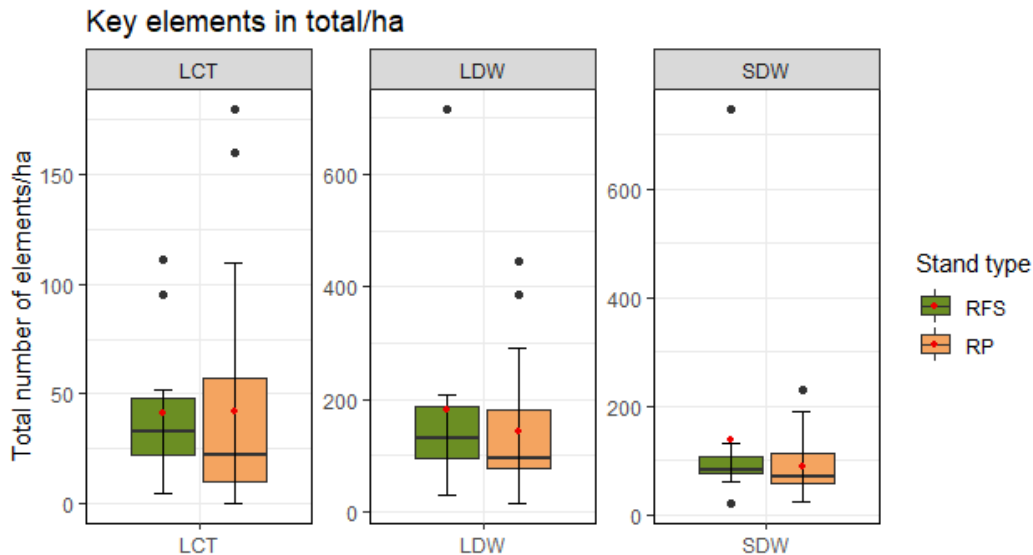 Key elements in total/ha
LCT
LDW
SDW
Total number of elements/ha
150
100
50
0
600
400
200
0
600
400
200
0
LCT
LDW
SDW
Stand type
RFS
RP